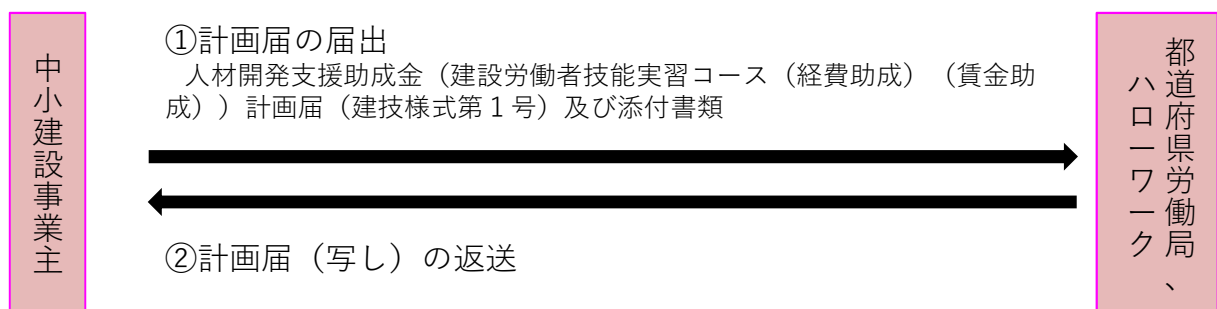 中小建設事業主
①計画届の届出
人材開発支援助成金（建設労働者技能実習コース（経費助成）（賃金助
成））計画届（建技様式第１号）及び添付書類
②計画届（写し）の返送
都道府県労働局、
ハローワーク